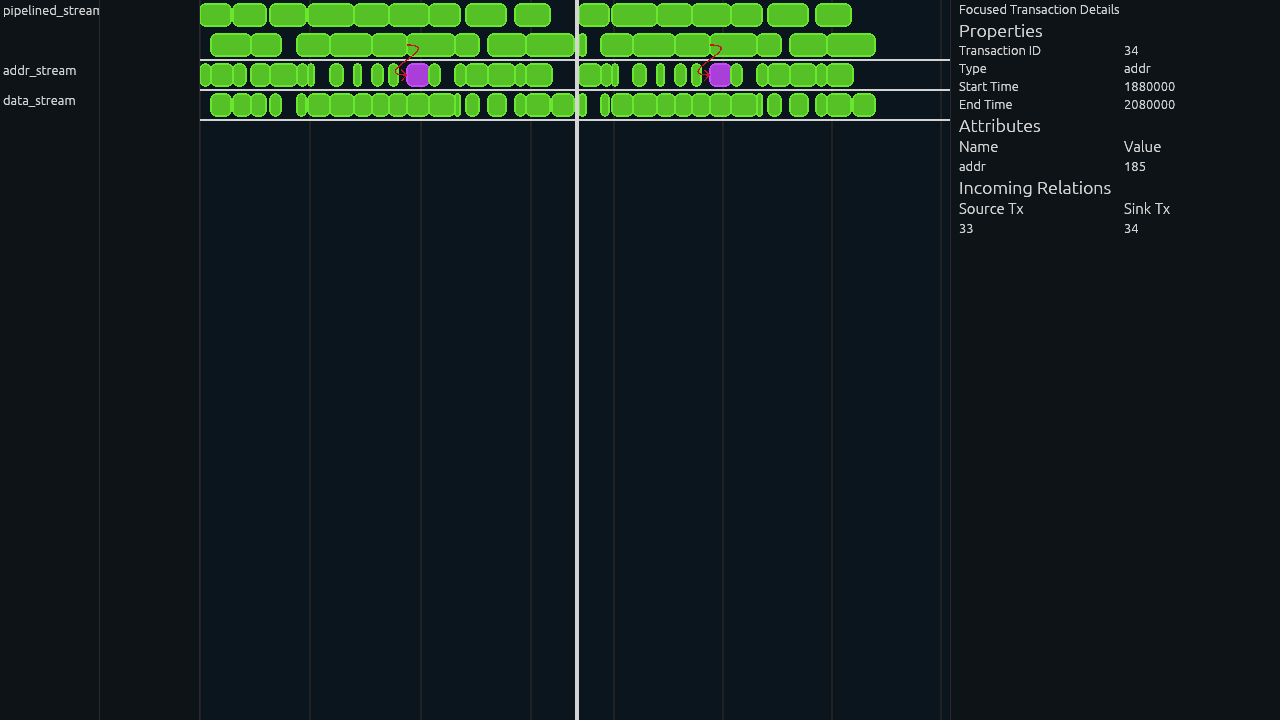 pipelined_stream
addr_stream
data_stream
Focused Transaction Details
Properties
Transaction ID 34
Type addr
Start Time 1880000
End Time 2080000
Attributes
Name Value
addr 185
Incoming Relations
Source Tx Sink Tx
33 34